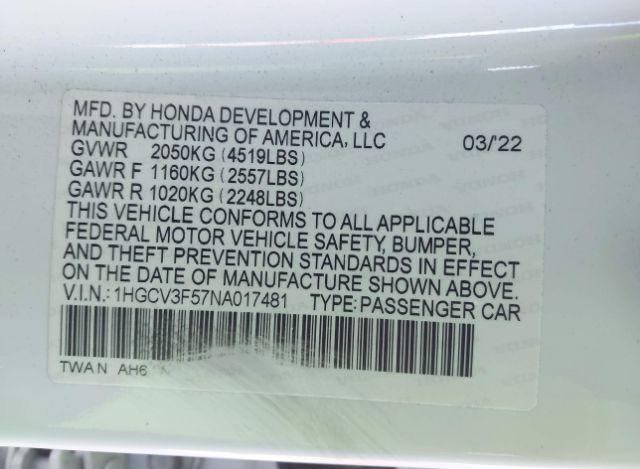 MFD. BY HONDA DEVELOPMENT &
MANUFACTURING OF AMERICA, LLC 03/'22
GVWR 2050KG (4519LBS)
GAWR F 1160KG (2557LBS)
GAWR R 1020KG (2248LBS)
THIS VEHICLE CONFORMS TO ALL APPLICABLE
FEDERAL MOTOR VEHICLE SAFETY, BUMPER,
AND THEFT PREVENTION STANDARDS IN EFFECT
ON THE DATE OF MANUFACTURE SHOWN ABOVE.
V.I.N.: 1HGCV3F57NA017481 TYPE: PASSENGER CAR
TWA N AH6